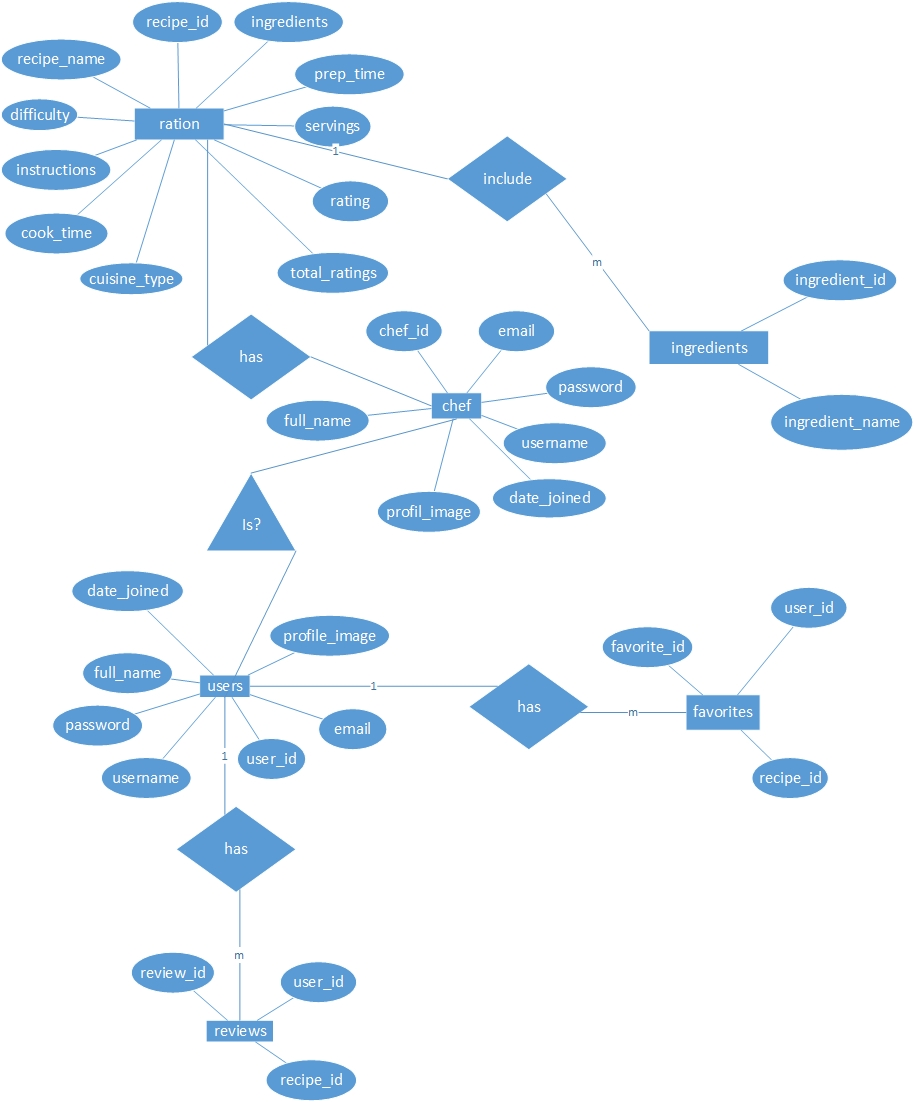 recipe_id
ingredients
recipe_name
prep_time
difficulty
ration
servings
1
instructions
include
rating
cook_time
cuisine_type
total_ratings
m
ingredient_id
chef_id
email
ingredients
has
password
chef
full_name
ingredient_name
username
date_joined
profil_image
Is?
date_joined
user_id
profile_image
favorite_id
full_name
users
1
has
m
favorites
password
email
1
user_id
username
recipe_id
has
m
review_id
user_id
reviews
recipe_id